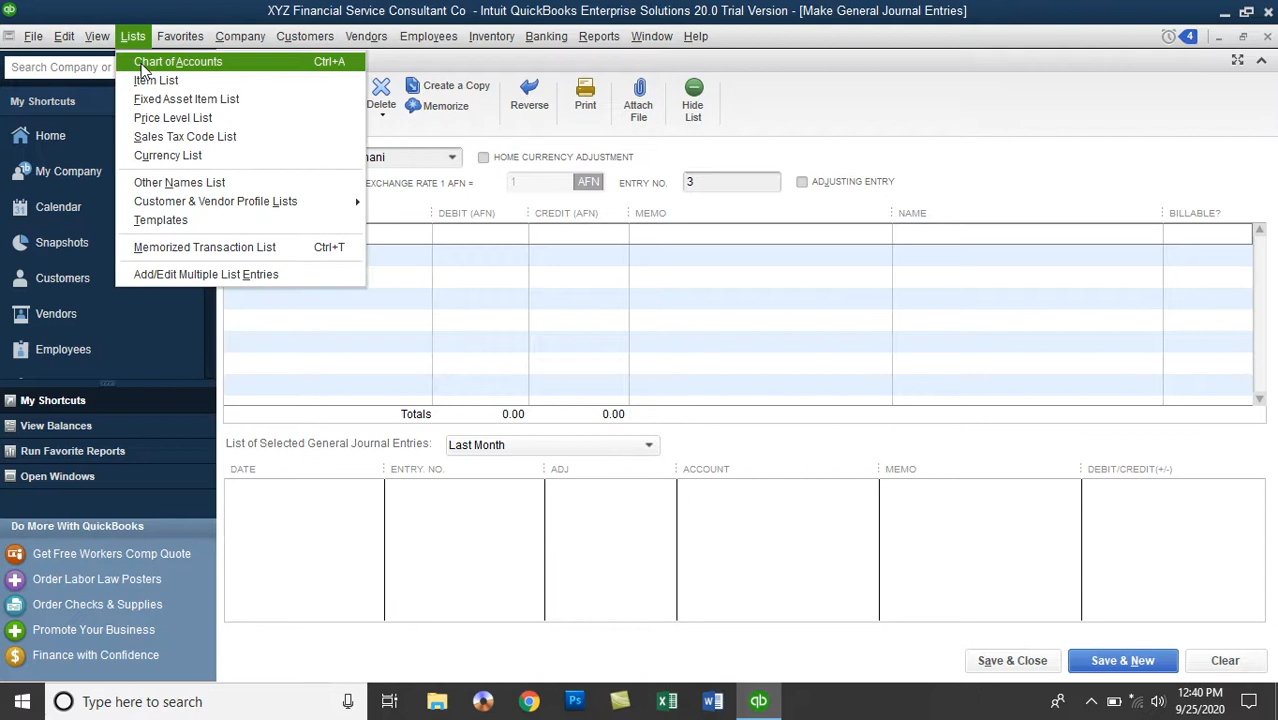 XYZ Financial Service Consultant Co - Intuit QuickBooks Enterprise Solutions 20.0 Trial Version - [Make General Journal Entries]
File Edit View Lists Favorites Company Customers Vendors Employees Inventory Banking Reports Window Help 4
Search Company or
My Shortcuts
Home
My Company
Calendar
Snapshots
Customers
Vendors
Employees
My Shortcuts
View Balances
Run Favorite Reports
Open Windows
Do More With QuickBooks
Get Free Workers Comp Quote
Order Labor Law Posters
Order Checks & Supplies
Promote Your Business
Finance with Confidence
Chart of Accounts Ctrl+A
Item List
Fixed Asset Item List
Price Level List
Sales Tax Code List
Currency List
Other Names List
Customer & Vendor Profile Lists
Templates
Memorized Transaction List Ctrl+T
Add/Edit Multiple List Entries
Delete
Create a Copy
Memorize
Reverse
Print
Attach
File
Hide
List
HOME CURRENCY ADJUSTMENT
EXCHANGE RATE 1 AFN = 1 AFN ENTRY NO. 3 ADJUSTING ENTRY
DEBIT (AFN) CREDIT (AFN) MEMO NAME BILLABLE?
Totals 0.00 0.00
List of Selected General Journal Entries: Last Month
DATE ENTRY. NO. ADJ ACCOUNT MEMO DEBIT/CREDIT(+/-)
Save & Close Save & New Clear
Type here to search
12:40 PM
9/25/2020